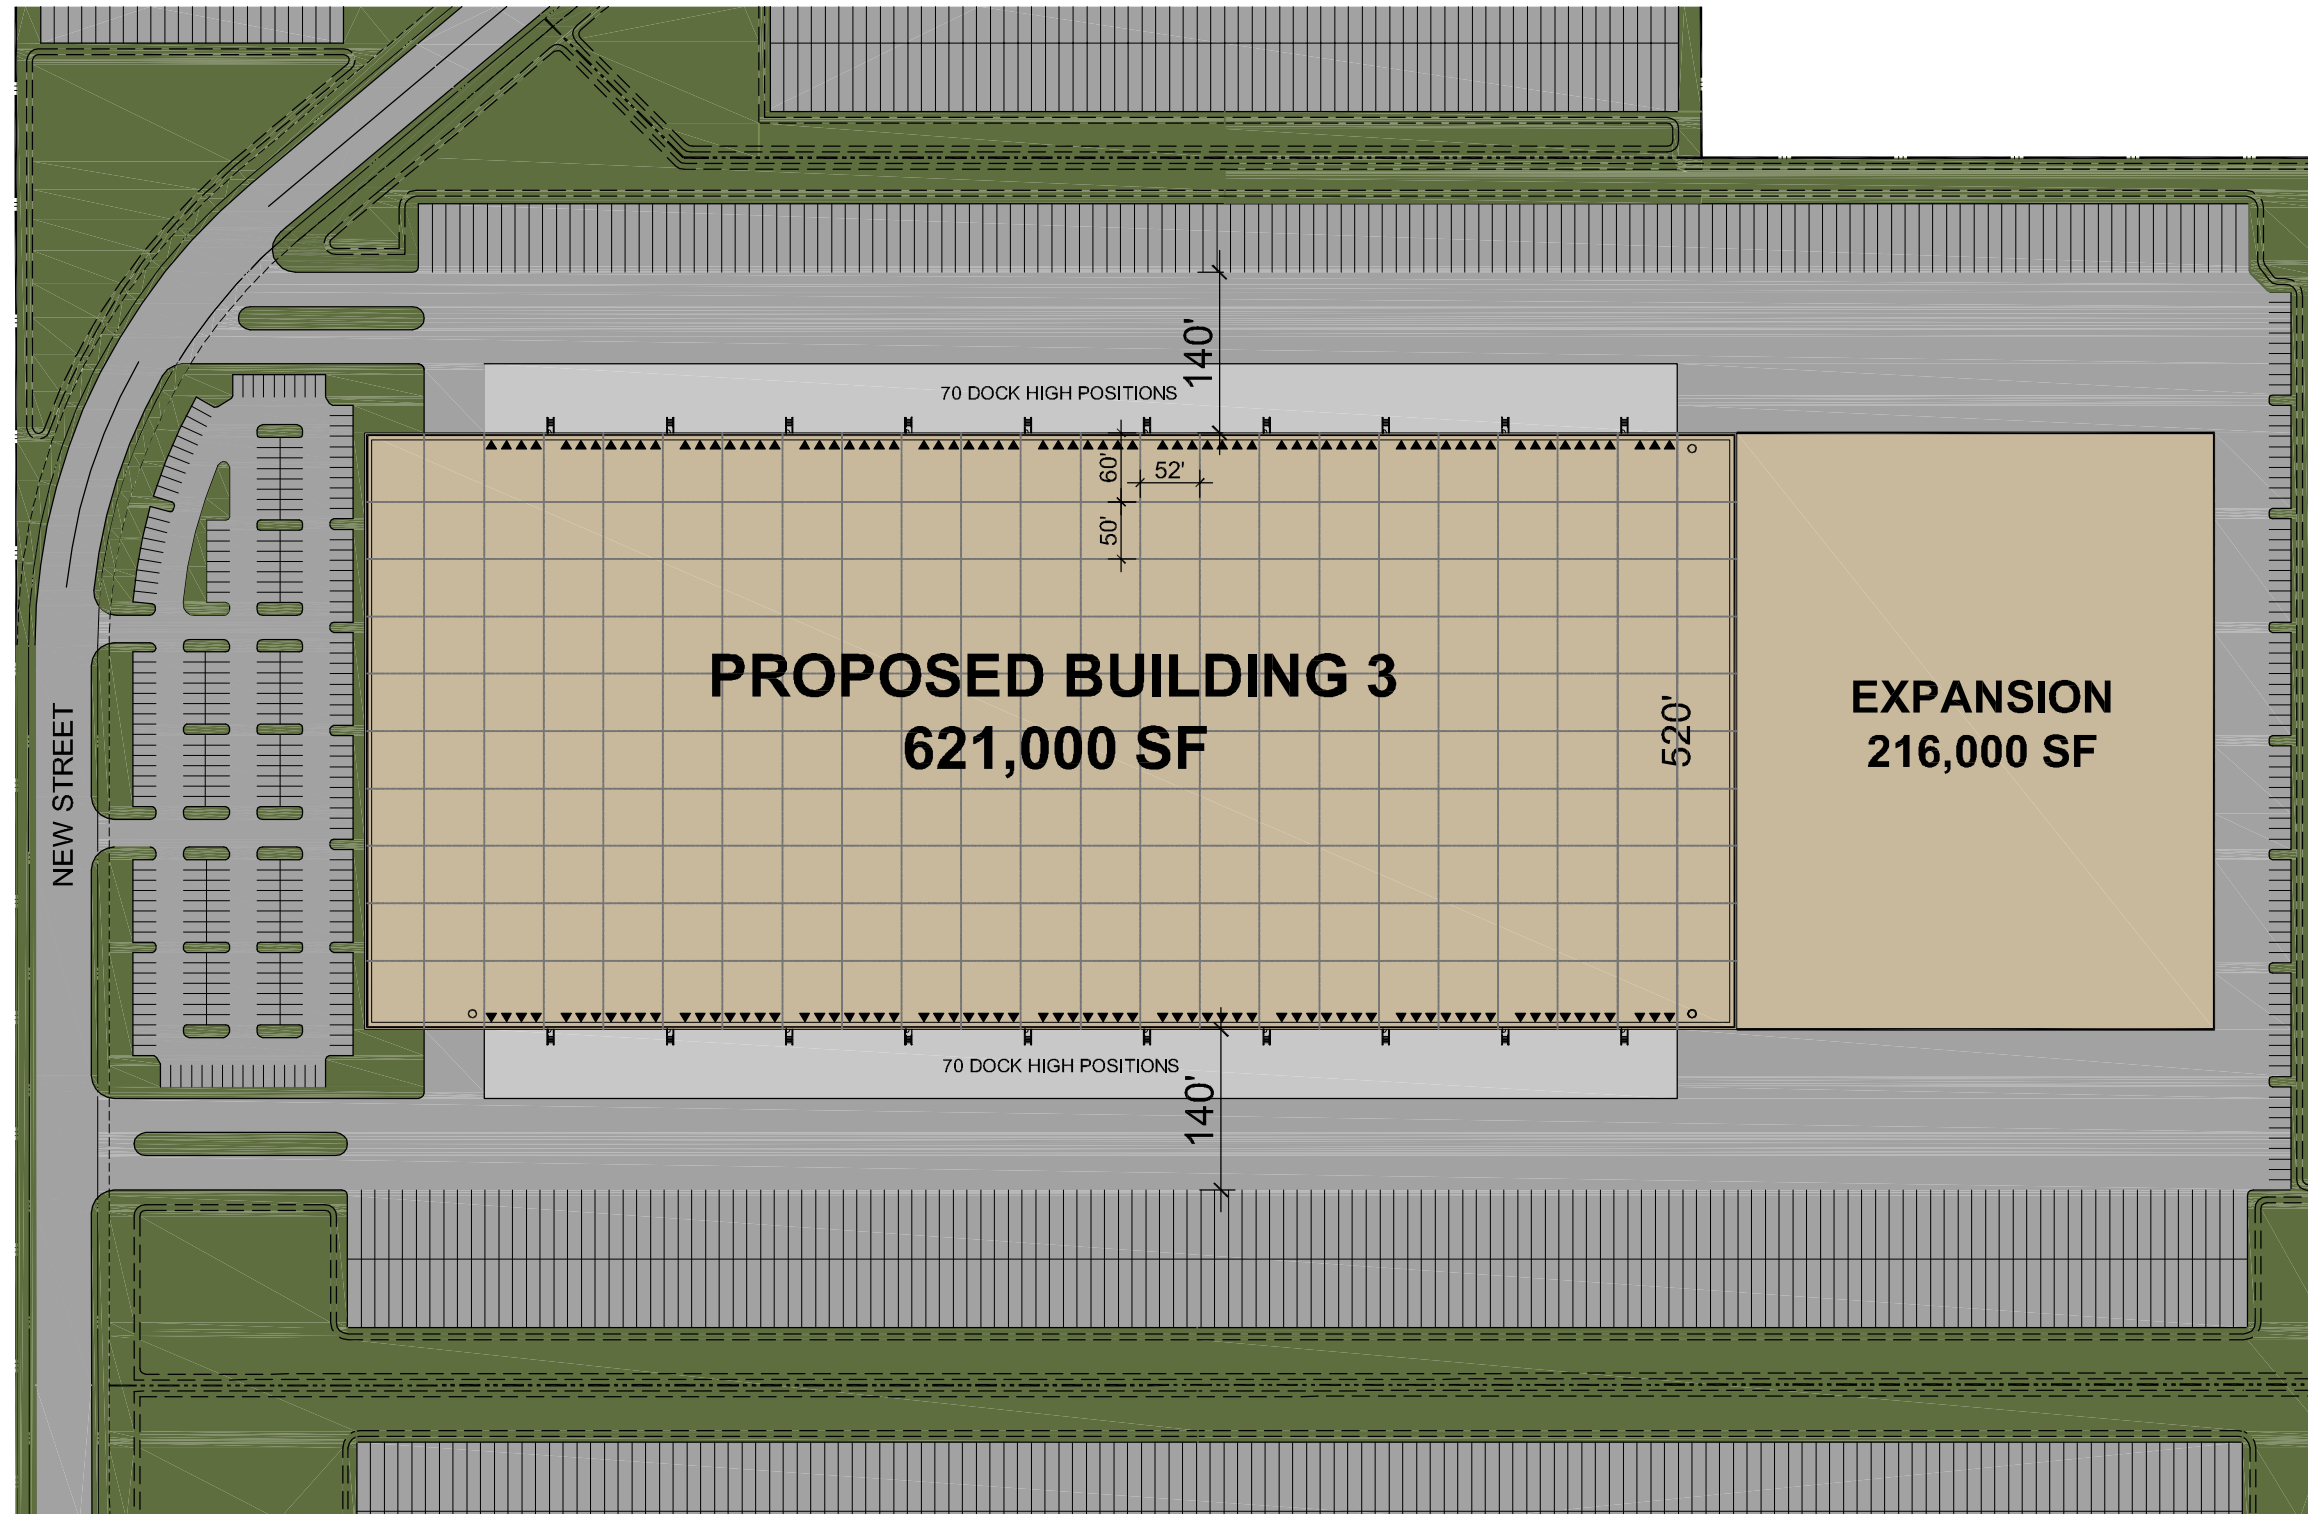 140'
70 DOCK HIGH POSITIONS
60'
52'
50'
PROPOSED BUILDING 3
621,000 SF
520'
EXPANSION
216,000 SF
NEW STREET
70 DOCK HIGH POSITIONS
140'